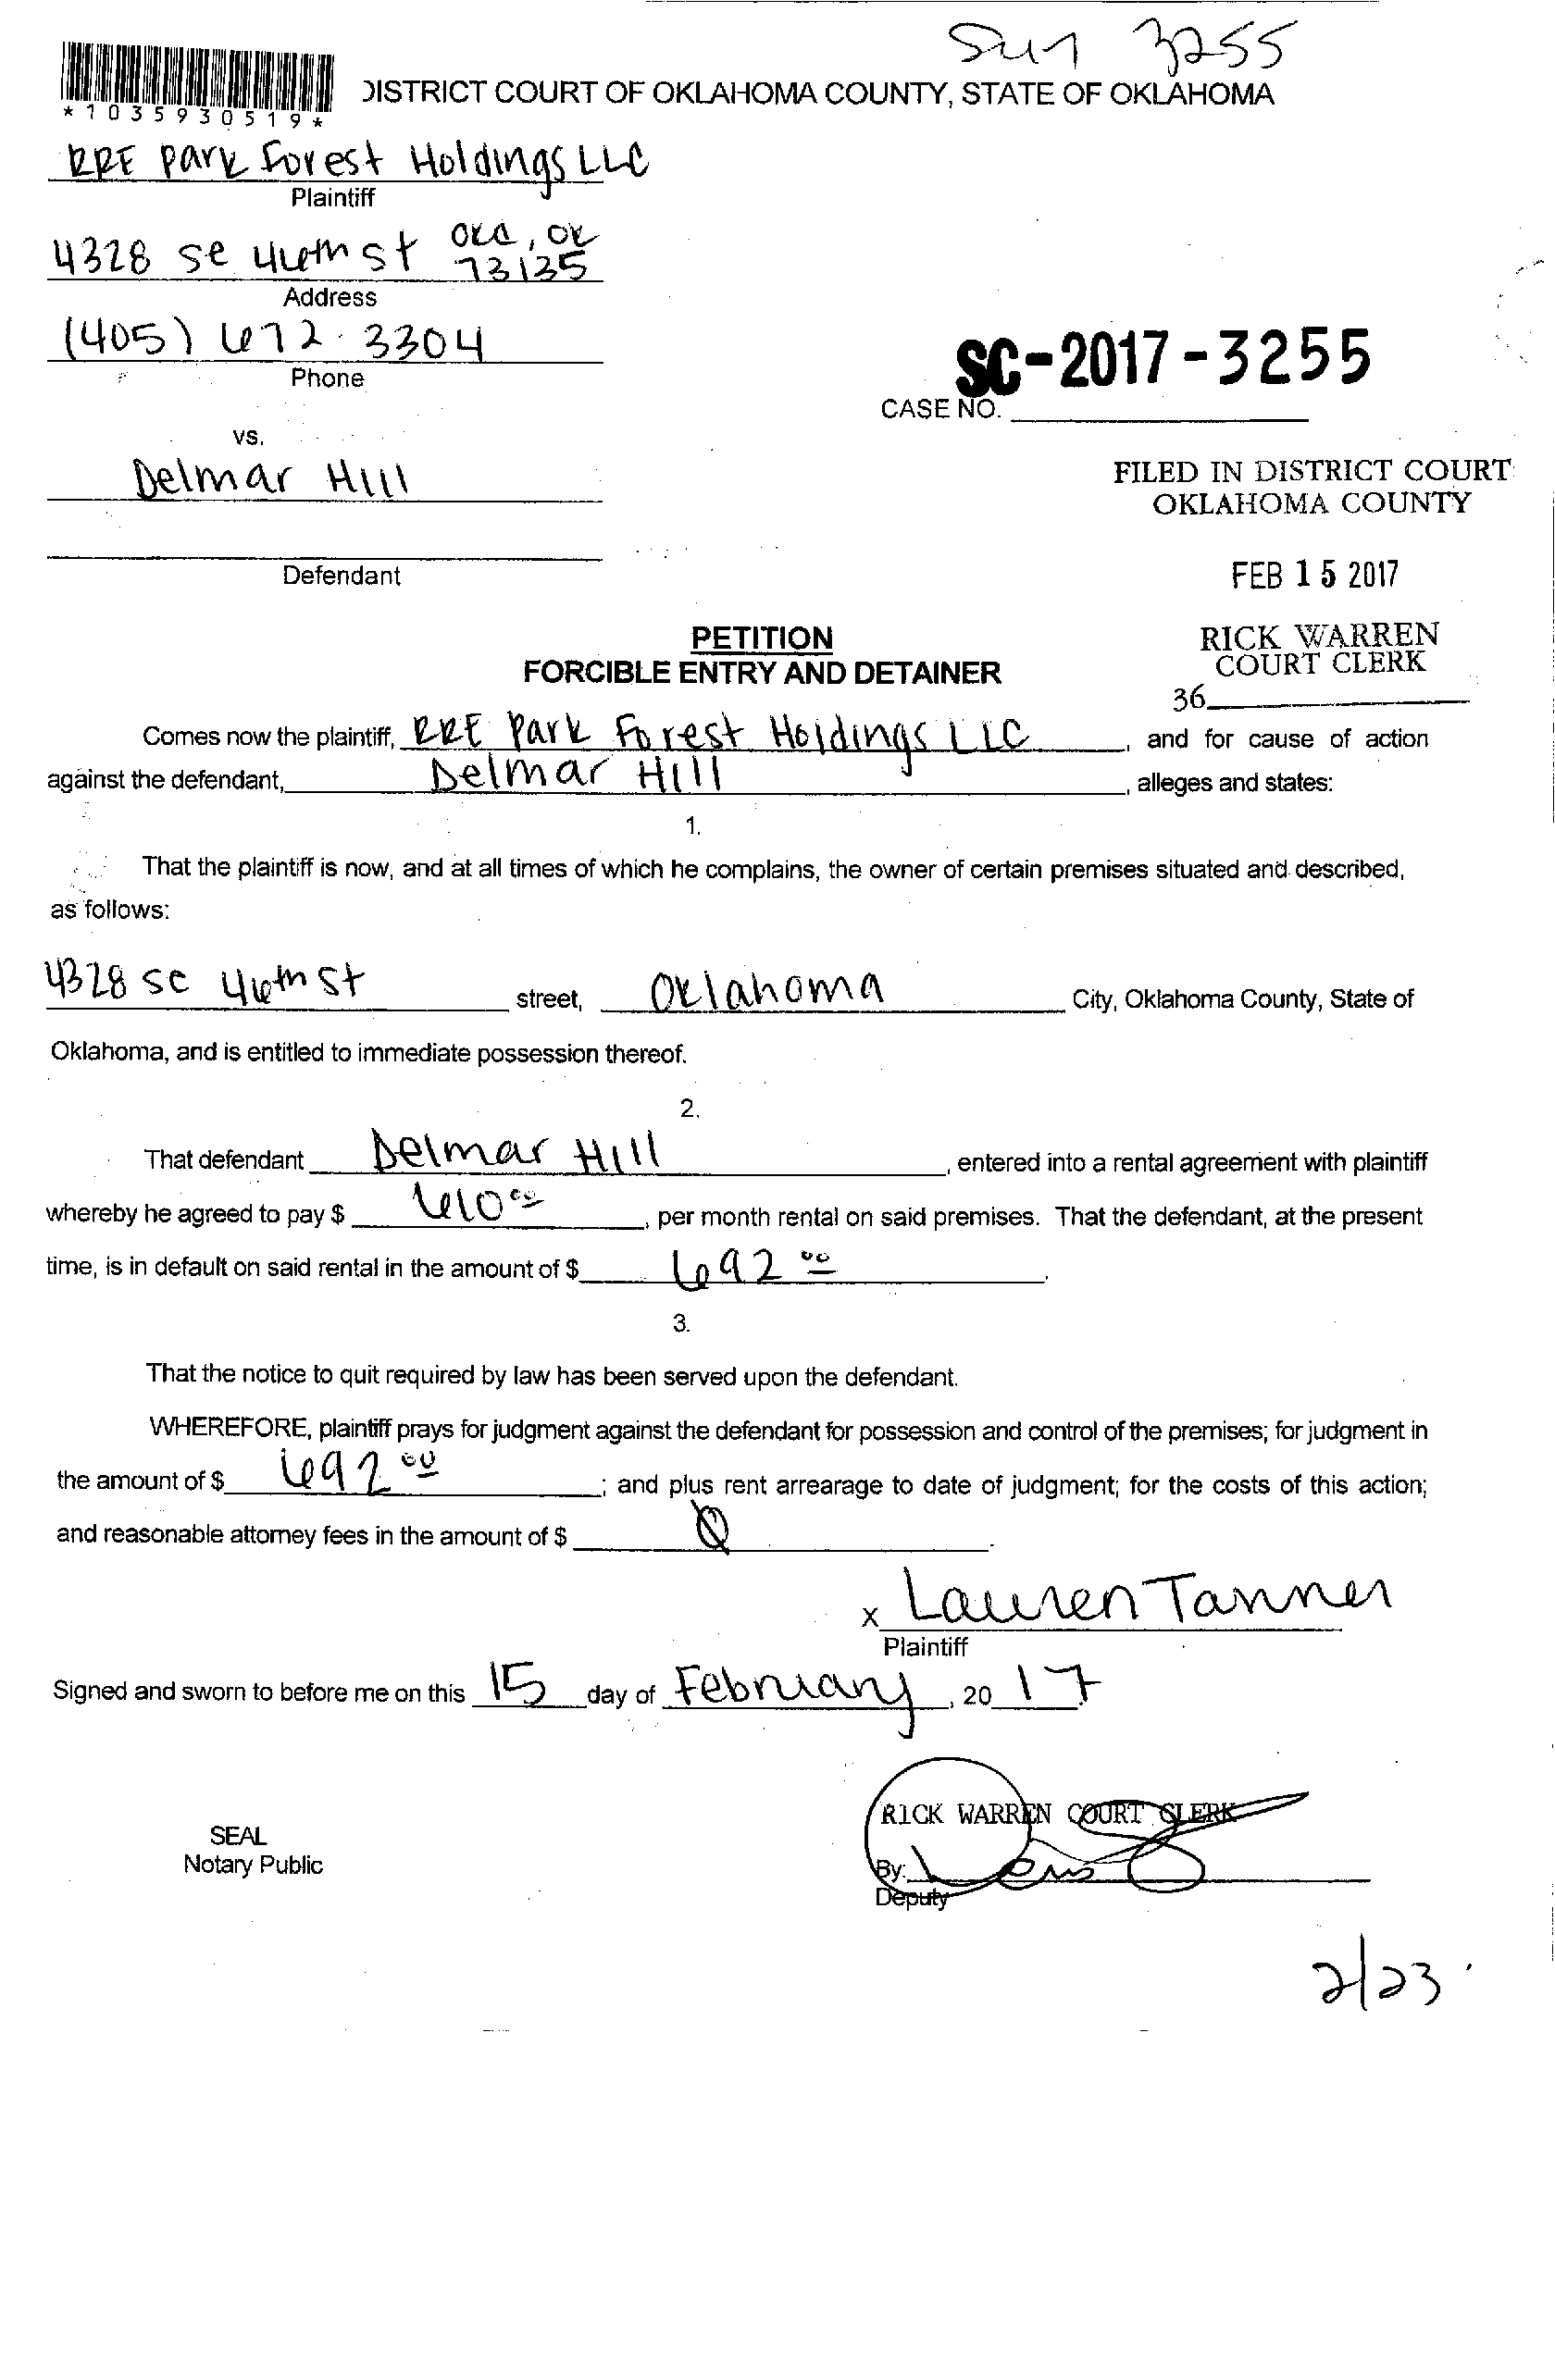 3255
*1035930519*
DISTRICT COURT OF OKLAHOMA COUNTY, STATE OF OKLAHOMA
RRE Park Forest Holdings LLC
Plaintiff
4328 se 46th st OKC, OK
73135
Address
(405) 672-3304
Phone
SC-2017-3255
CASE NO.
vs.
Delmar Hill
FILED IN DISTRICT COURT
OKLAHOMA COUNTY
Defendant
FEB 15 2017
PETITION
RICK WARREN
FORCIBLE ENTRY AND DETAINER
COURT CLERK
36
Comes now the plaintiff, RRE Park Forest Holdings LLC, and for cause of action
against the defendant, Delmar Hill, alleges and states:
1.
That the plaintiff is now, and at all times of which he complains, the owner of certain premises situated and described,
as follows:
4328 se 46th st street, Oklahoma City, Oklahoma County, State of
Oklahoma, and is entitled to immediate possession thereof.
2.
That defendant Delmar Hill, entered into a rental agreement with plaintiff
whereby he agreed to pay $ 610 00, per month rental on said premises. That the defendant, at the present
time, is in default on said rental in the amount of $ 692 00.
3.
That the notice to quit required by law has been served upon the defendant.
WHEREFORE, plaintiff prays for judgment against the defendant for possession and control of the premises; for judgment in
the amount of $ 692 00; and plus rent arrearage to date of judgment; for the costs of this action;
and reasonable attorney fees in the amount of $ 0.
x Lauren Tanner
Plaintiff
Signed and sworn to before me on this 15 day of February, 2017
RICK WARREN COURT CLERK
SEAL
Notary Public
By:
Deputy
2/23